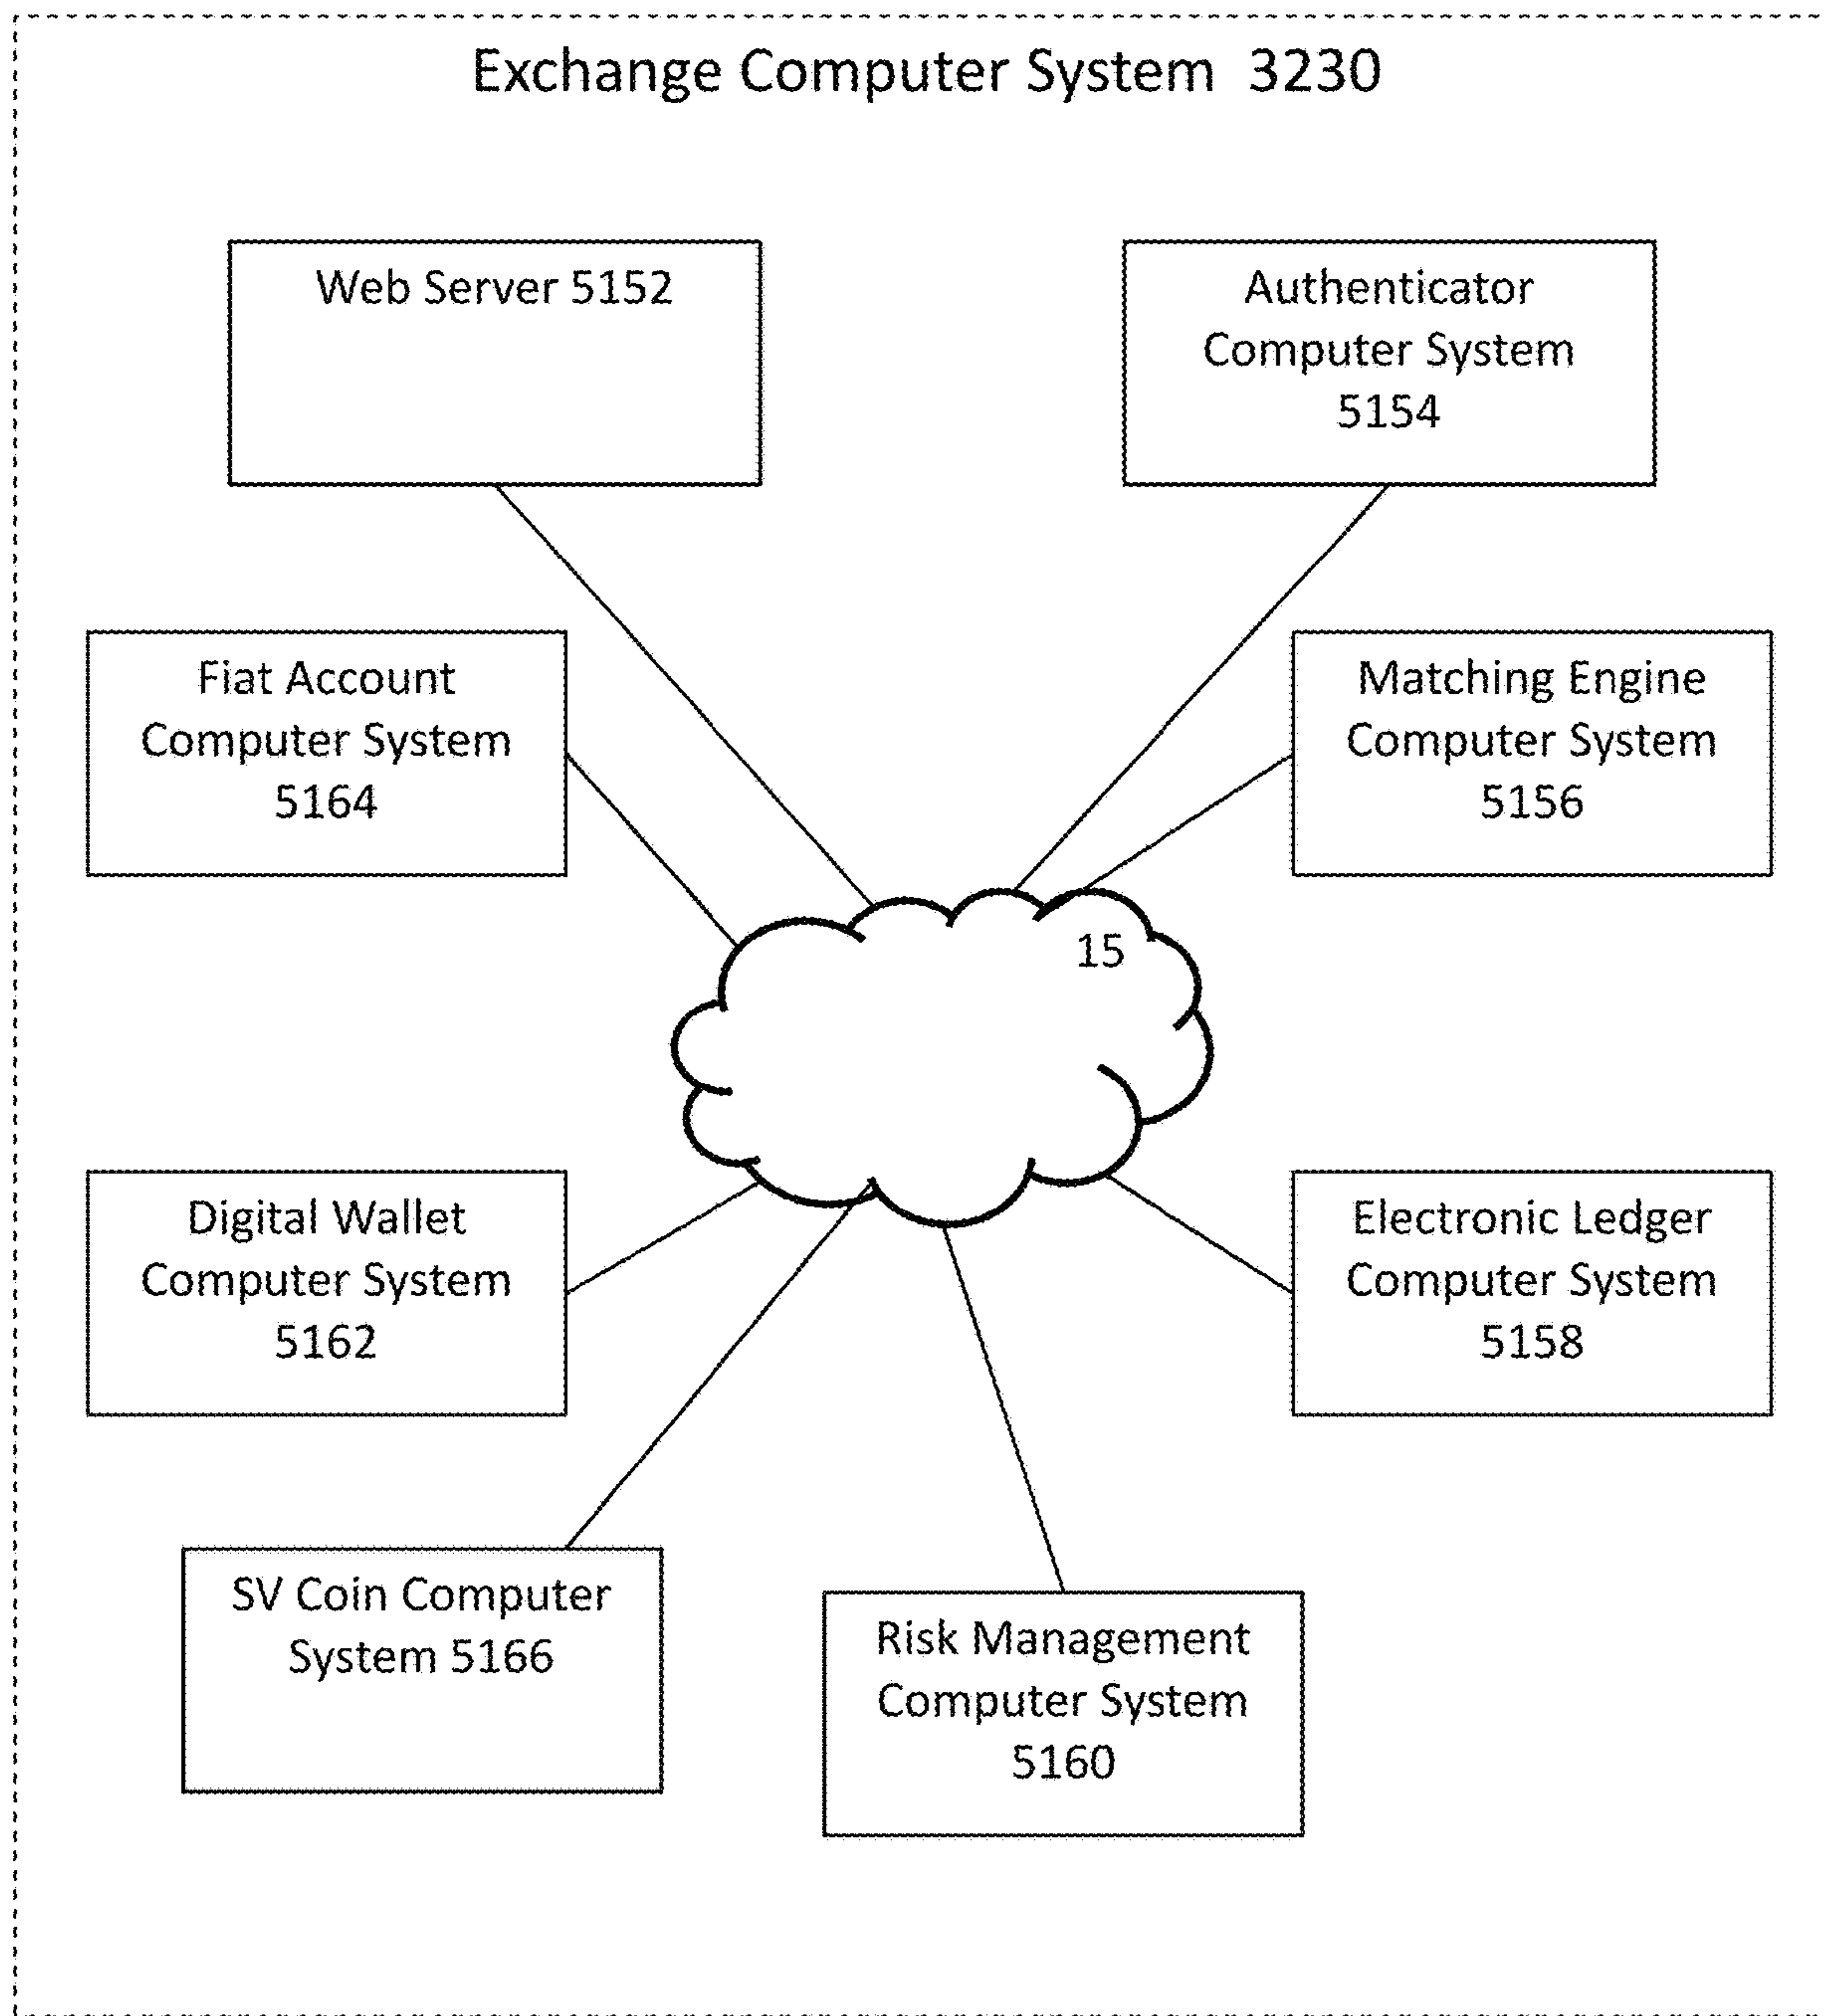 Exchange Computer System 3230
Web Server 5152
Authenticator
Computer System
5154
Fiat Account
Computer System
5164
Matching Engine
Computer System
5156
15
Digital Wallet
Computer System
5162
Electronic Ledger
Computer System
5158
SV Coin Computer
System 5166
Risk Management
Computer System
5160